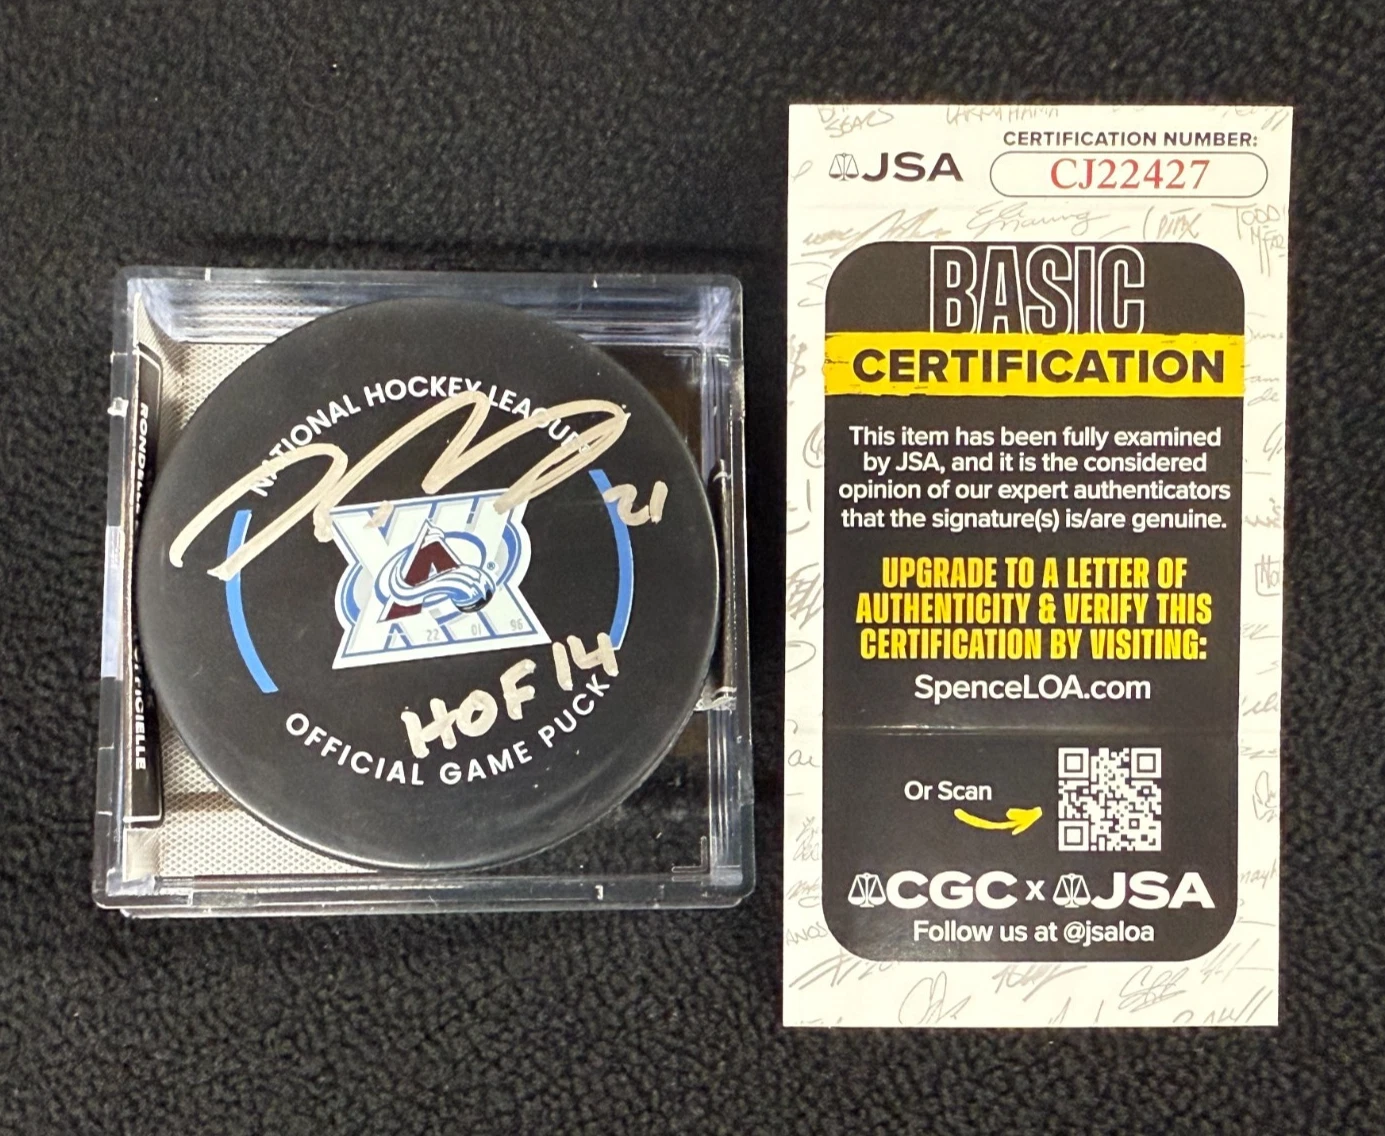 NATIONAL HOCKEY LEAGUE
21
22 01 96
HOF 14
OFFICIAL GAME PUCK
JSA
CERTIFICATION NUMBER:
CJ22427
BASIC
CERTIFICATION
This item has been fully examined
by JSA, and it is the considered
opinion of our expert authenticators
that the signature(s) is/are genuine.
UPGRADE TO A LETTER OF
AUTHENTICITY & VERIFY THIS
CERTIFICATION BY VISITING:
SpenceLOA.com
Or Scan
CGC x JSA
Follow us at @jsaloa